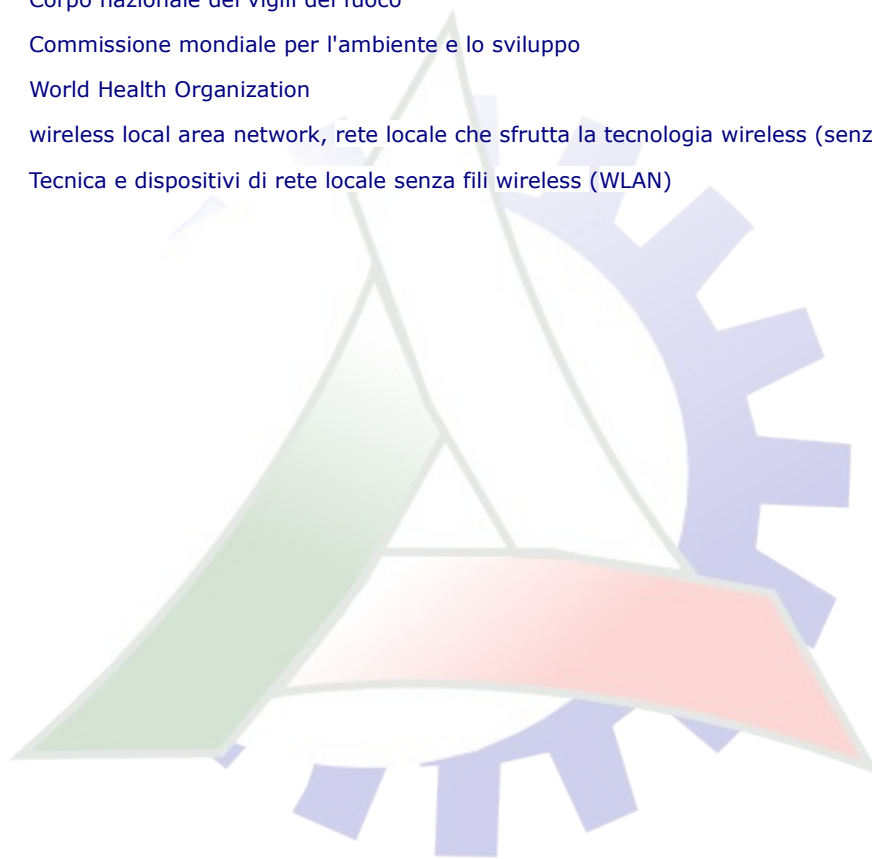 Corpo nazionale dei vigili del fuoco
Commissione mondiale per l'ambiente e lo sviluppo
World Health Organization
wireless local area network, rete locale che sfrutta la tecnologia wireless (senz
Tecnica e dispositivi di rete locale senza fili wireless (WLAN)